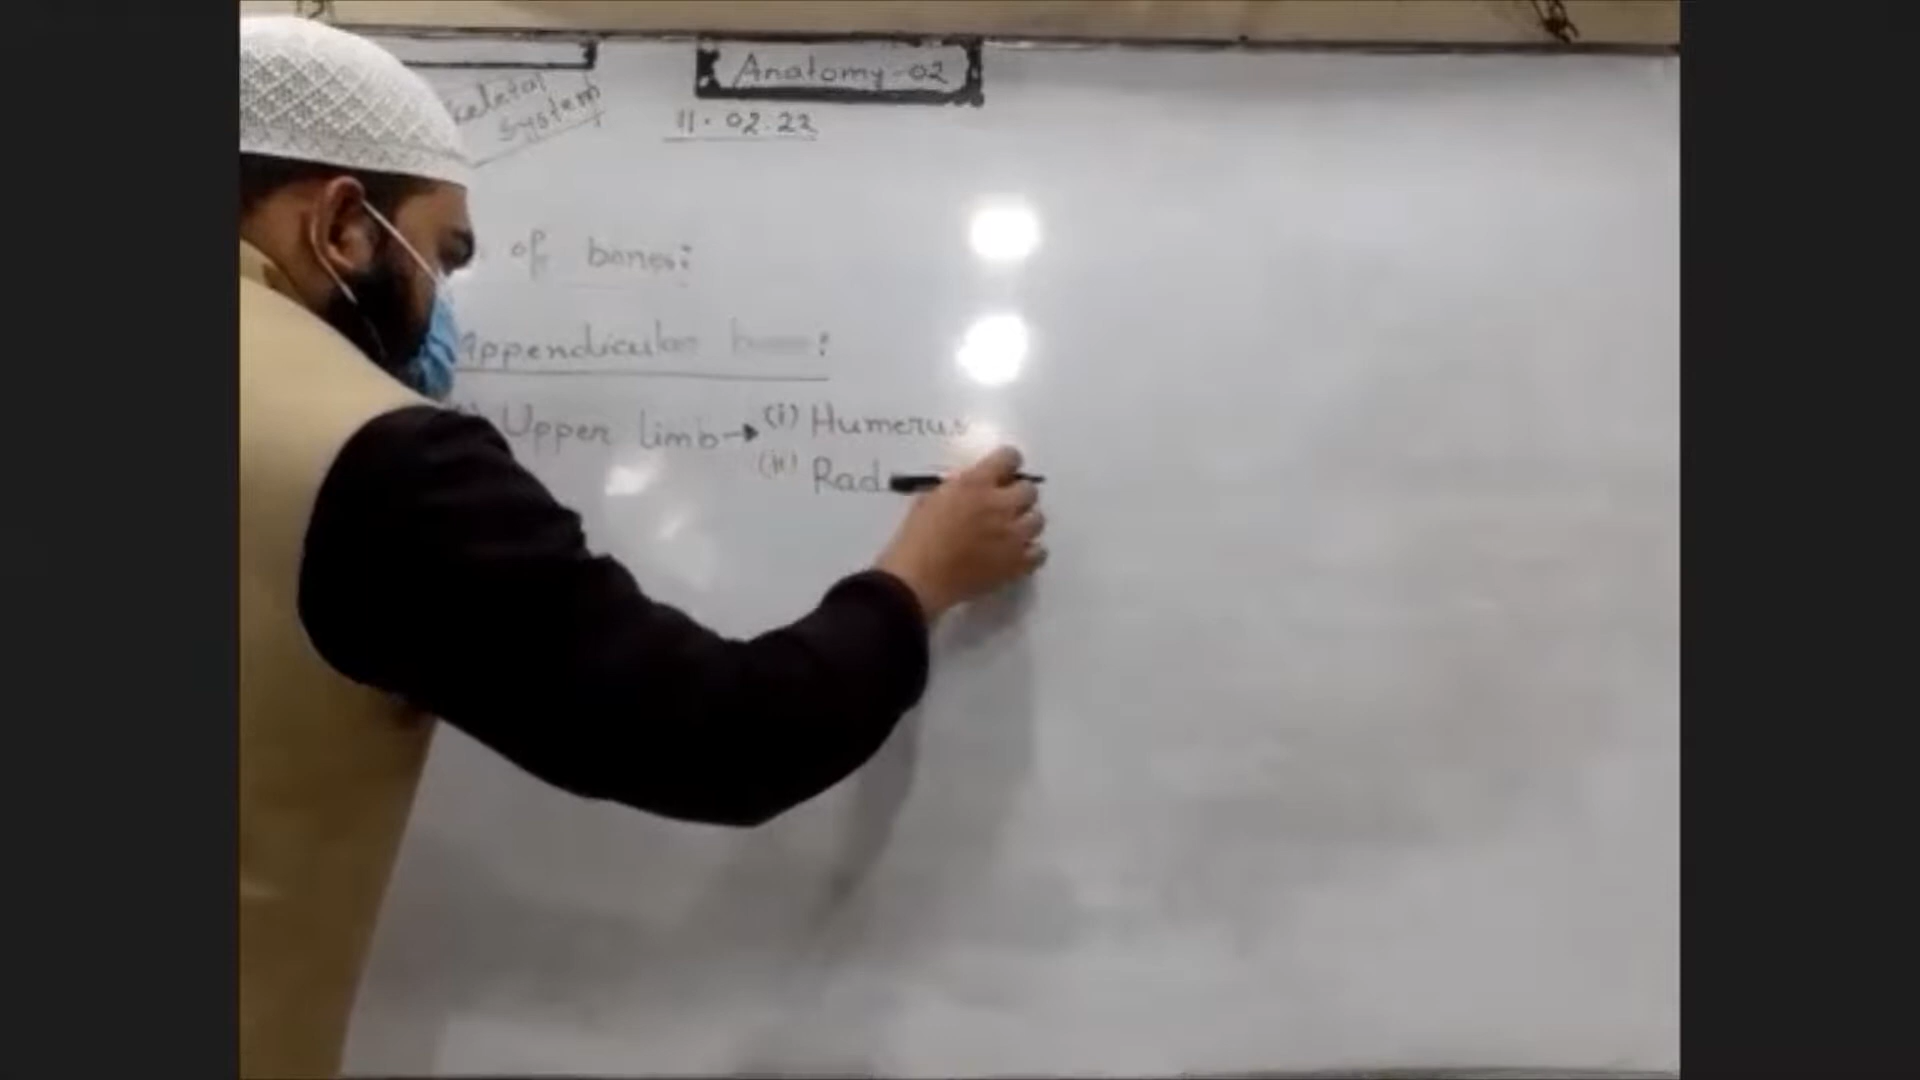 Anatomy-02
keletal
system
11.02.22
of bones:
Appendicular :
Upper limb → (i) Humerus
(ii) Rad